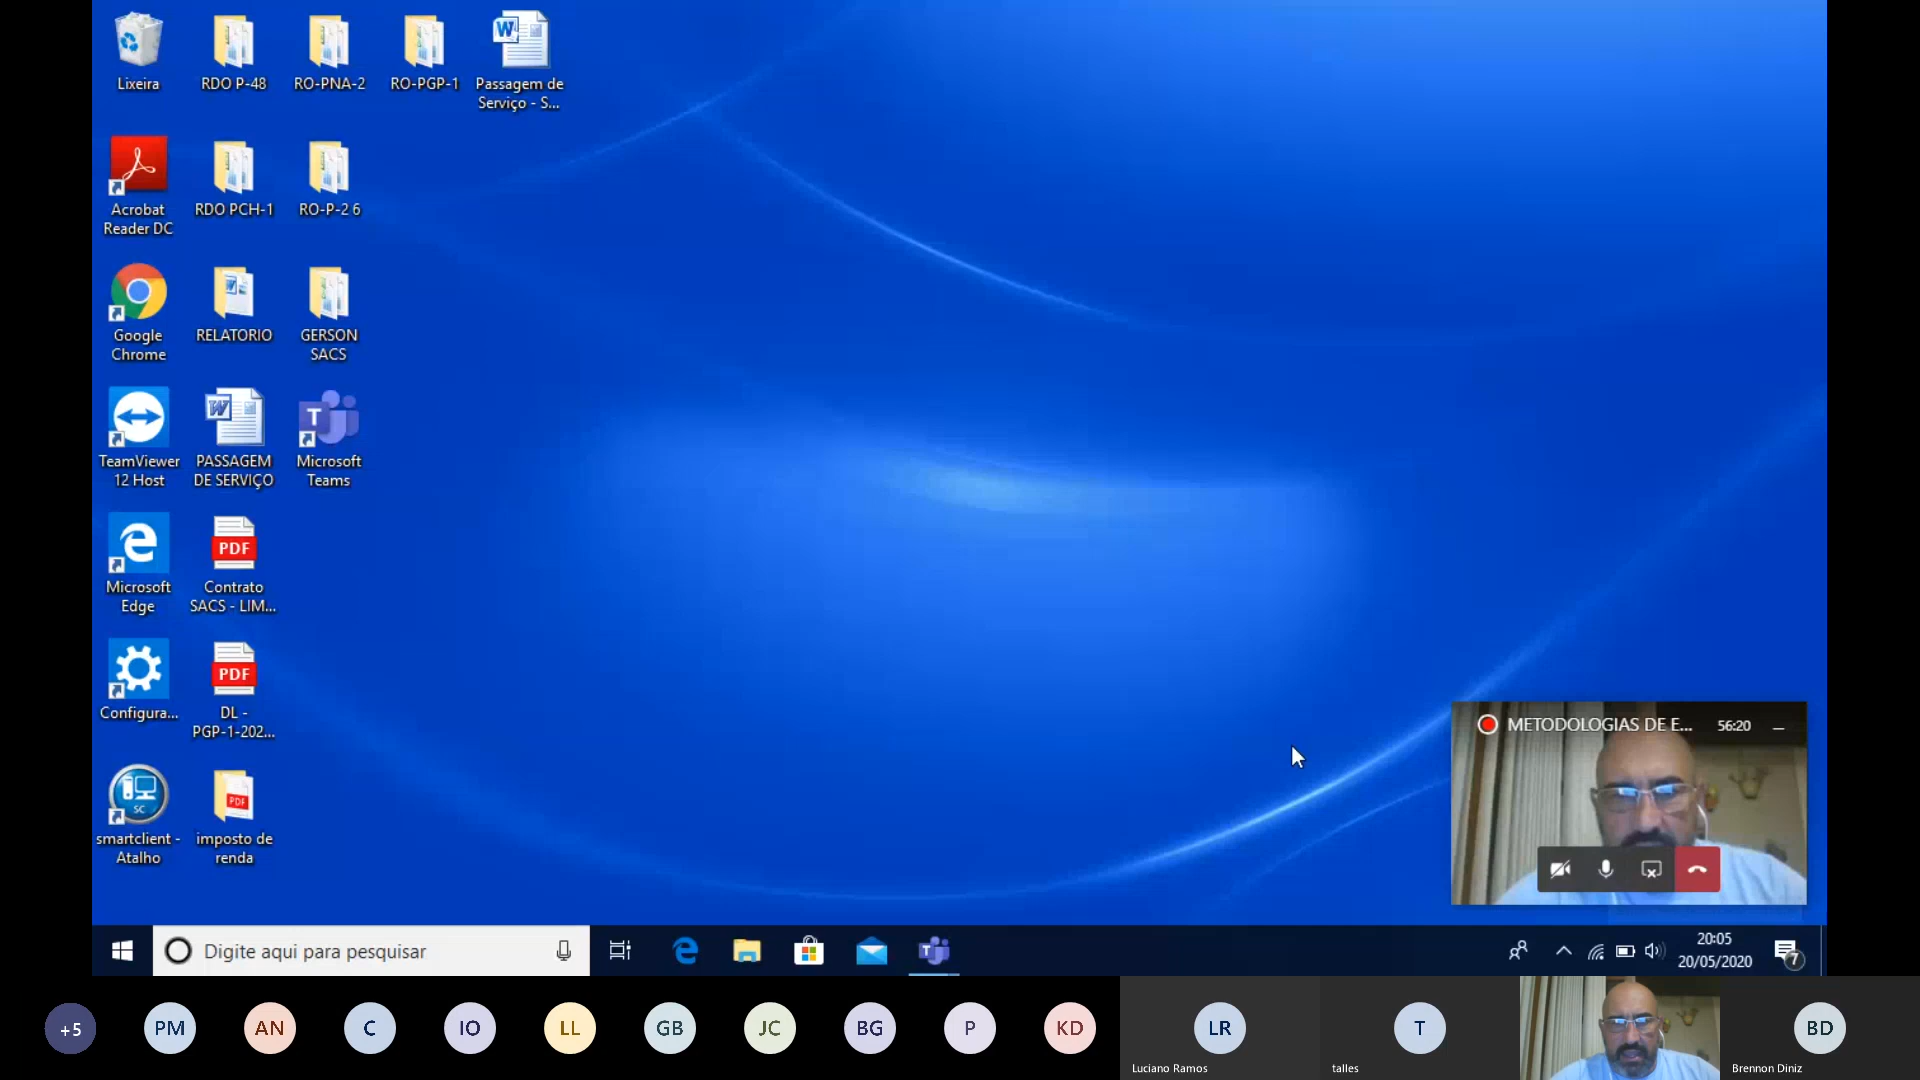 Lixeira
RDO P-48
RO-PNA-2
RO-PGP-1
Passagem de
Serviço - S...
Acrobat
Reader DC
RDO PCH-1
RO-P-2 6
Google
Chrome
RELATORIO
GERSON
SACS
TeamViewer
12 Host
PASSAGEM
DE SERVIÇO
T
Microsoft
Teams
Microsoft
Edge
PDF
Contrato
SACS - LIM...
Configura...
PDF
DL -
PGP-1-202...
SC
smartclient -
Atalho
PDF
imposto de
renda
METODOLOGIAS DE E...
56:20
Digite aqui para pesquisar
20:05
20/05/2020
7
+5
PM
AN
C
IO
LL
GB
JC
BG
P
KD
LR
Luciano Ramos
T
talles
BD
Brennon Diniz